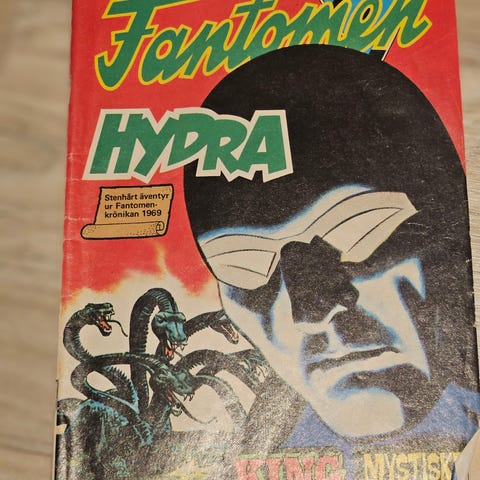 Fantomen
HYDRA
Stenhårt äventyr
ur Fantomen-
krönikan 1969
KING
MYSTISK